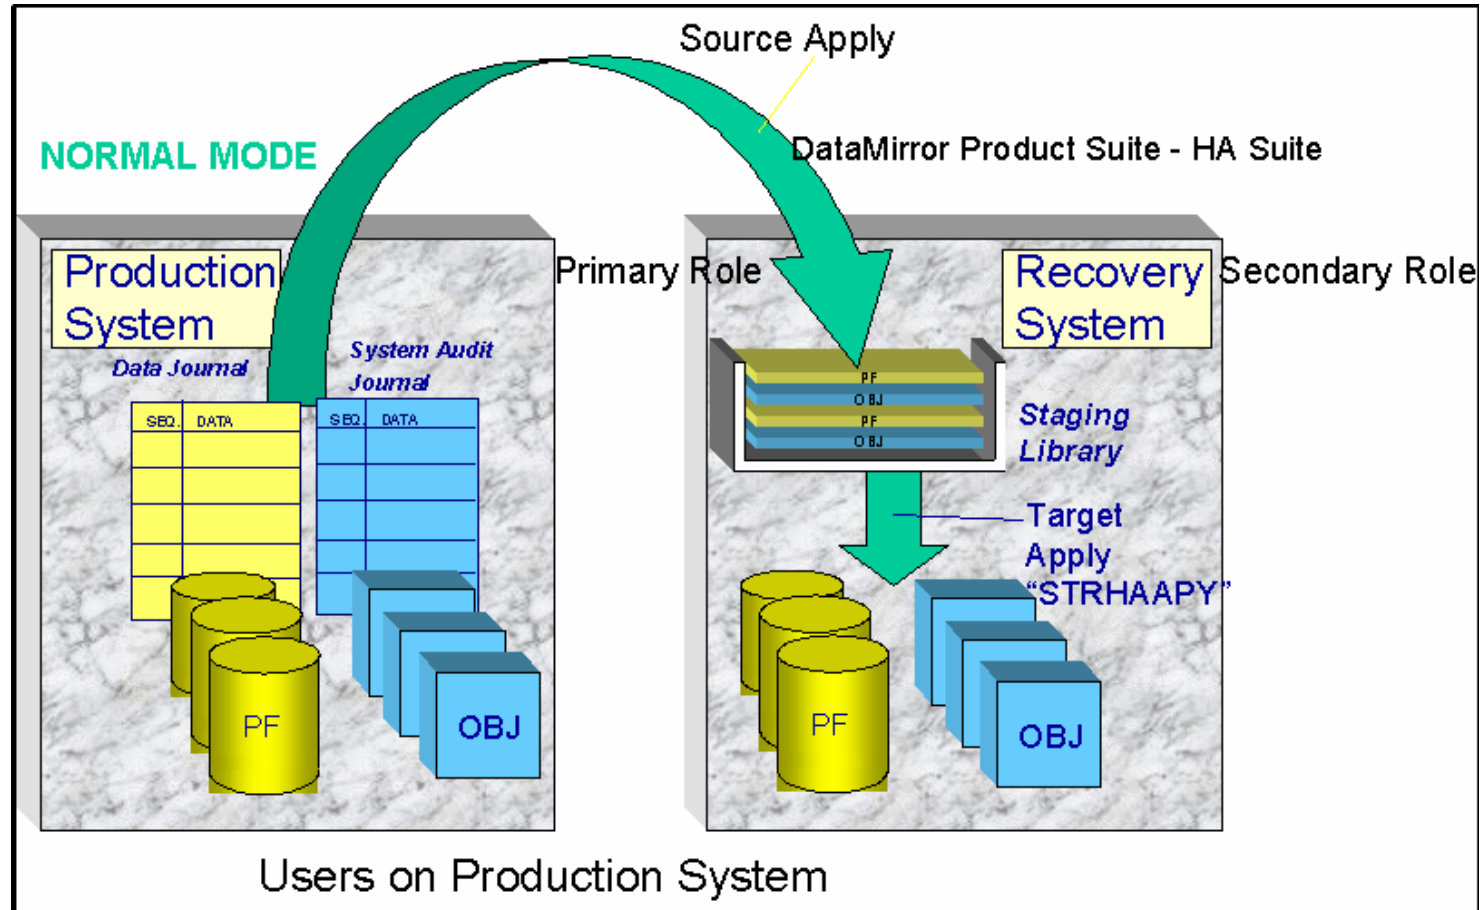 Source Apply
NORMAL MODE
DataMirror Product Suite - HA Suite
Production
System
Primary Role
Recovery
System
Secondary Role
Data Journal
System Audit
Journal
SEQ. DATA
SEQ. DATA
PF
OBJ
PF
OBJ
Staging
Library
Target
Apply
“STRHAAPY”
PF
OBJ
PF
OBJ
Users on Production System